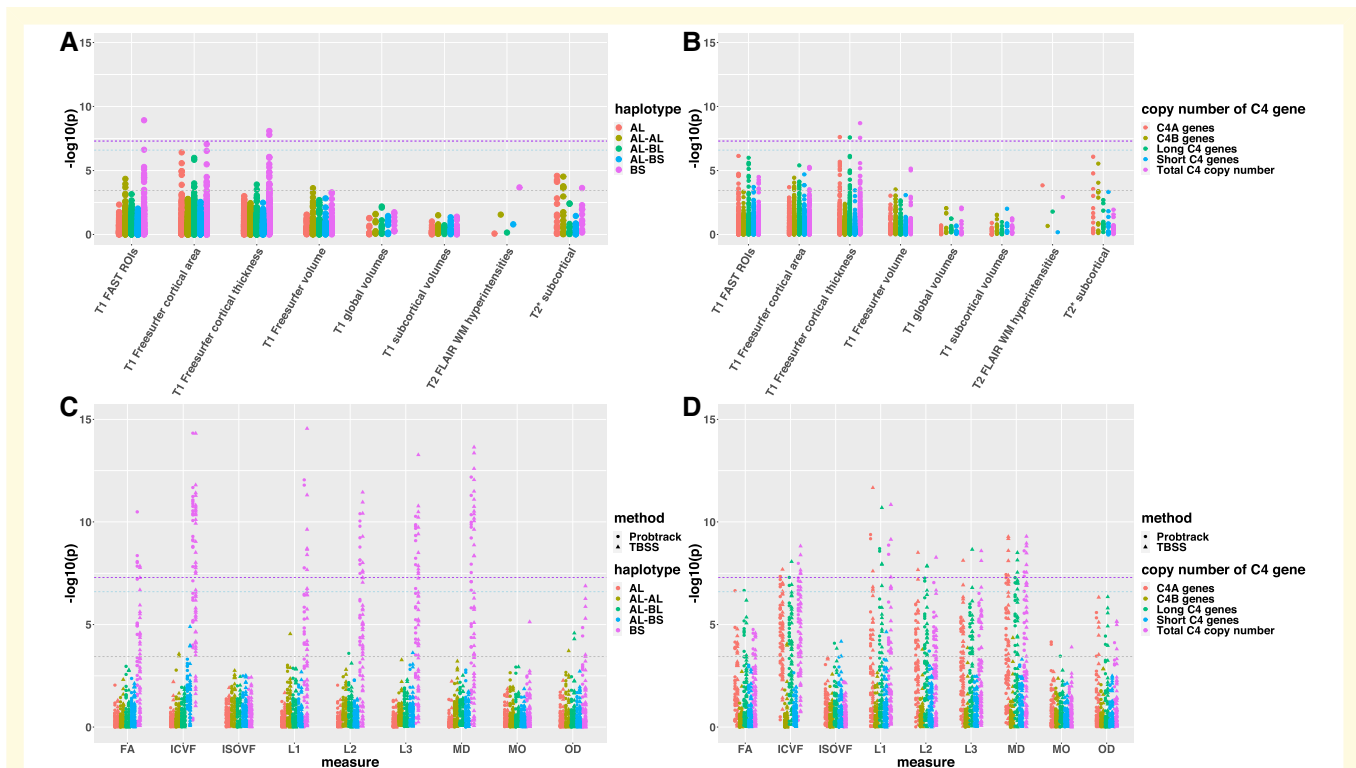 A
15
10
5
0
-log10(p)
haplotype
AL
AL-AL
AL-BL
AL-BS
BS
T1 FAST ROIs
T1 Freesurfer cortical area
T1 Freesurfer cortical thickness
T1 Freesurfer volume
T1 global volumes
T1 subcortical volumes
T2 FLAIR WM hyperintensities
T2* subcortical
B
15
10
5
0
-log10(p)
copy number of C4 gene
C4A genes
C4B genes
Long C4 genes
Short C4 genes
Total C4 copy number
T1 FAST ROIs
T1 Freesurfer cortical area
T1 Freesurfer cortical thickness
T1 Freesurfer volume
T1 global volumes
T1 subcortical volumes
T2 FLAIR WM hyperintensities
T2* subcortical
C
15
10
5
0
-log10(p)
method
Probtrack
TBSS
haplotype
AL
AL-AL
AL-BL
AL-BS
BS
FA ICVF ISOVF L1 L2 L3 MD MO OD
measure
D
15
10
5
0
-log10(p)
method
Probtrack
TBSS
copy number of C4 gene
C4A genes
C4B genes
Long C4 genes
Short C4 genes
Total C4 copy number
FA ICVF ISOVF L1 L2 L3 MD MO OD
measure